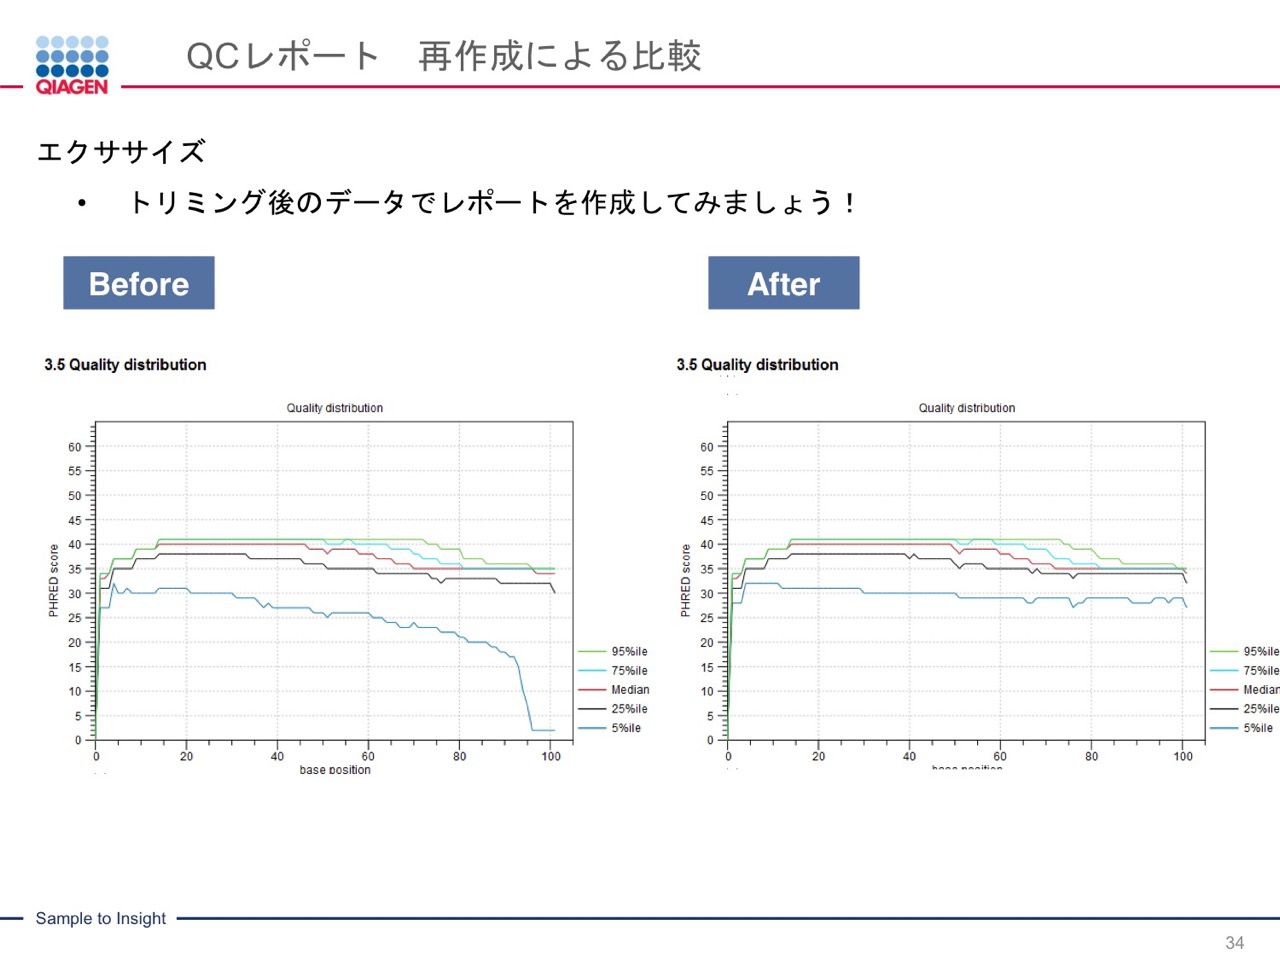 QIAGEN
QCレポート　再作成による比較
エクササイズ
• トリミング後のデータでレポートを作成してみましょう！
Before
After
3.5 Quality distribution
Quality distribution
PHRED score
60
55
50
45
40
35
30
25
20
15
10
5
0
0 20 40 60 80 100
base position
95%ile
75%ile
Median
25%ile
5%ile
3.5 Quality distribution
Quality distribution
PHRED score
60
55
50
45
40
35
30
25
20
15
10
5
0
0 20 40 60 80 100
base position
95%ile
75%ile
Median
25%ile
5%ile
Sample to Insight
34